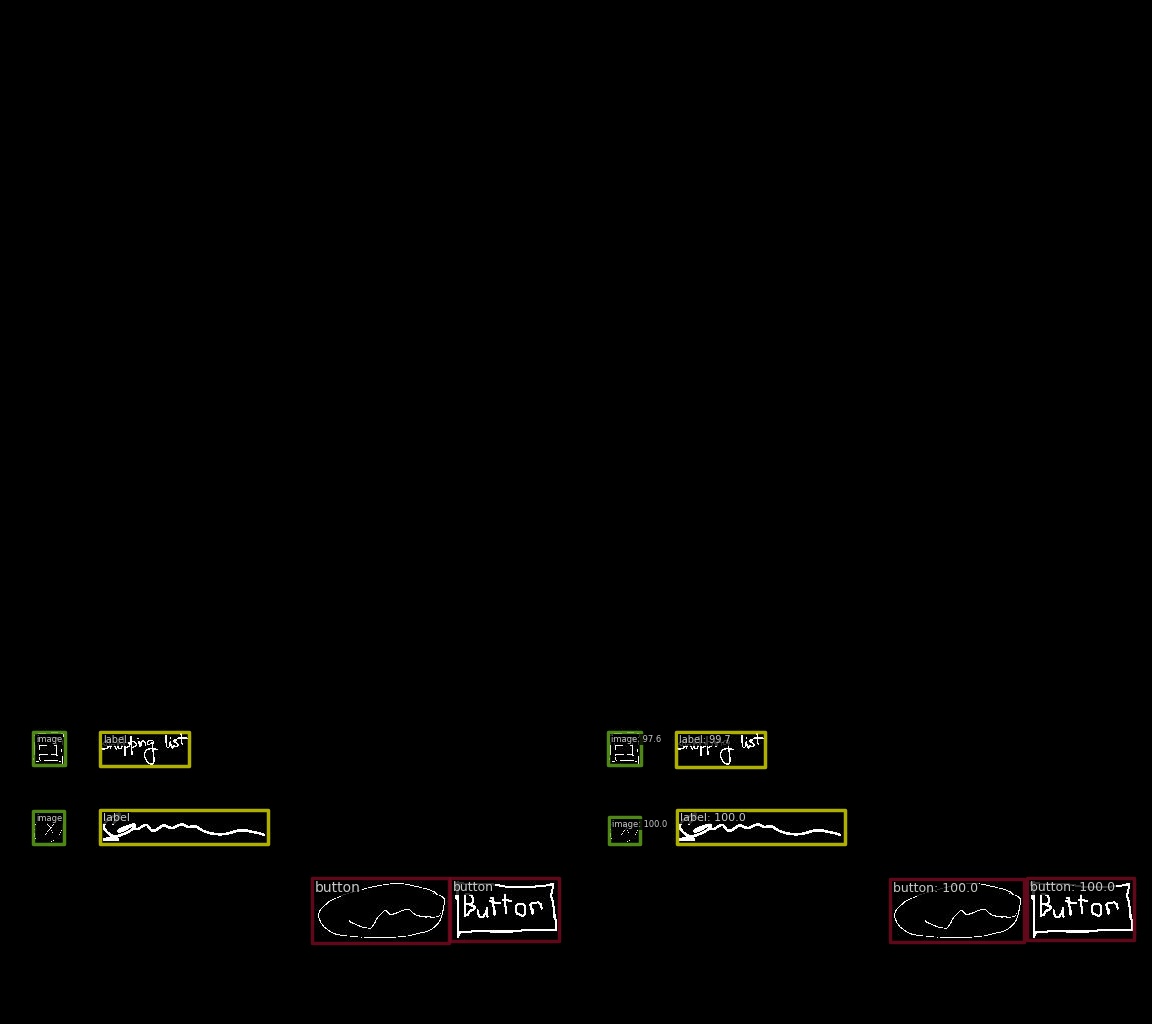 image image: 97.6
label label: 99.7
shopping list list
image image: 100.0
label label: 100.0
button button button: 100.0 button: 100.0
Button Button